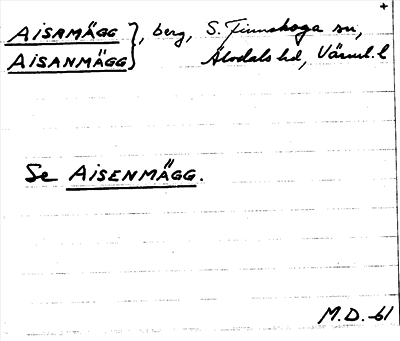 +
AISAMÄGG }, berg, S. Finnskoga sn,
AISANMÄGG } Älvdals hd, Värml. l
Se AISENMÄGG.
M.D. -61